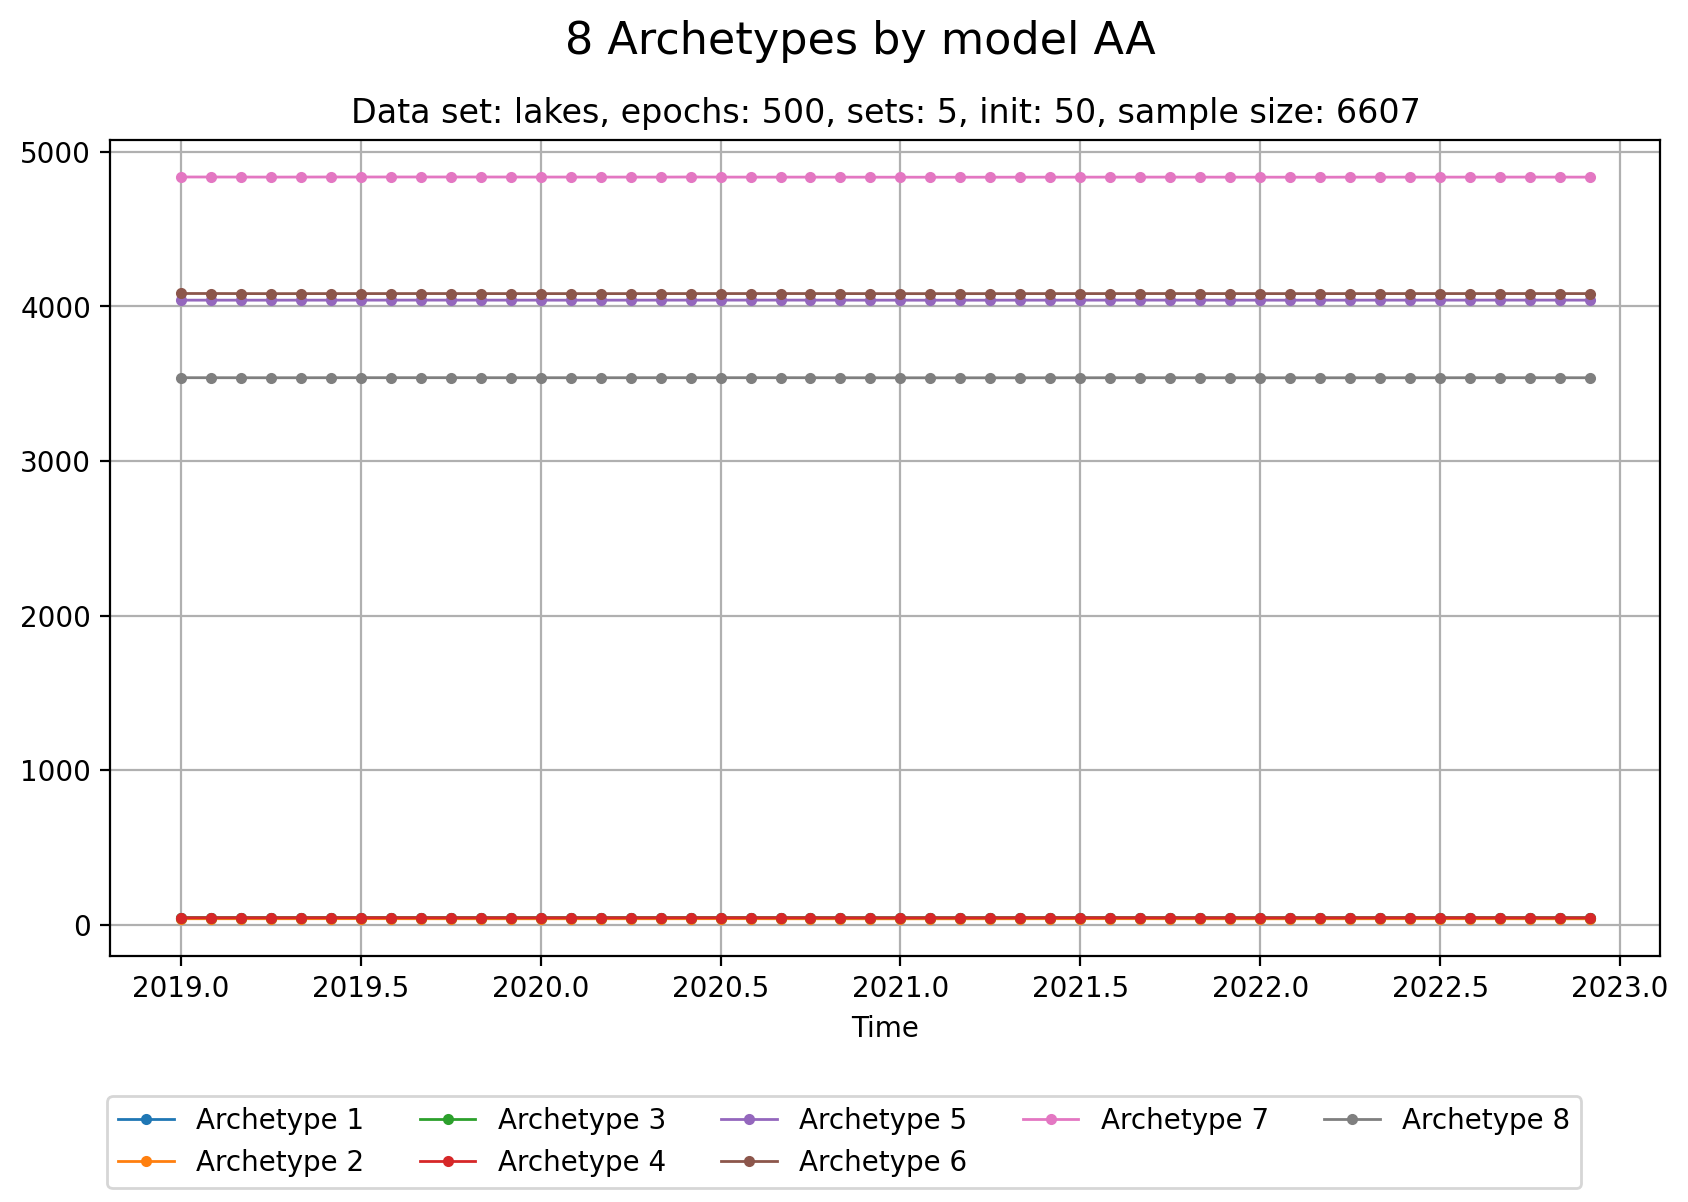 8 Archetypes by model AA
Data set: lakes, epochs: 500, sets: 5, init: 50, sample size: 6607
5000
4000
3000
2000
1000
0
2019.0 2019.5 2020.0 2020.5 2021.0 2021.5 2022.0 2022.5 2023.0
Time
Archetype 1 Archetype 3 Archetype 5 Archetype 7 Archetype 8
Archetype 2 Archetype 4 Archetype 6